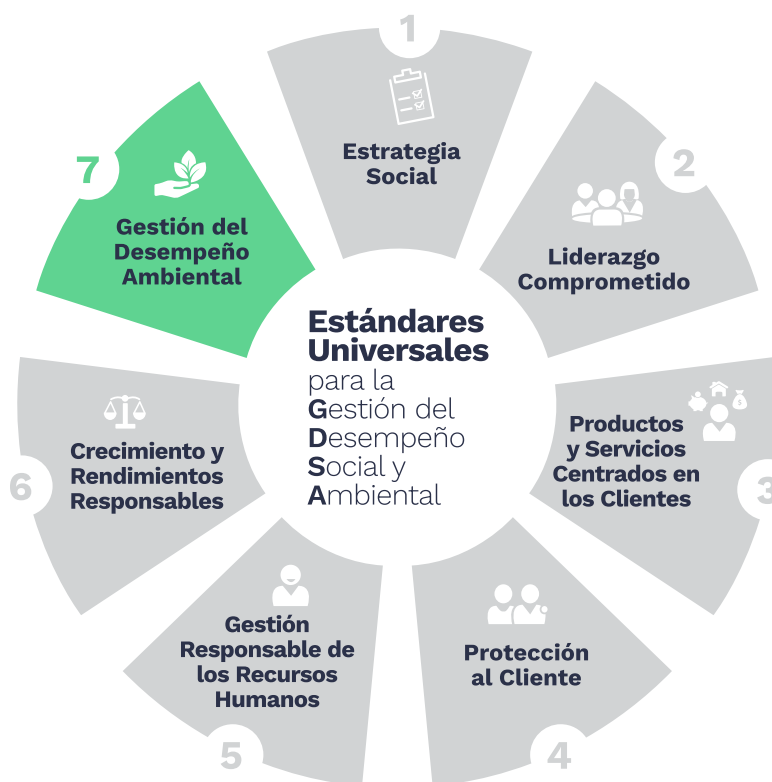 1
Estrategia
Social
2
Liderazgo
Comprometido
3
Productos
y Servicios
Centrados en
los Clientes
4
Protección
al Cliente
5
Gestión
Responsable de
los Recursos
Humanos
6
Crecimiento y
Rendimientos
Responsables
7
Gestión del
Desempeño
Ambiental
Estándares
Universales
para la
Gestión del
Desempeño
Social y
Ambiental